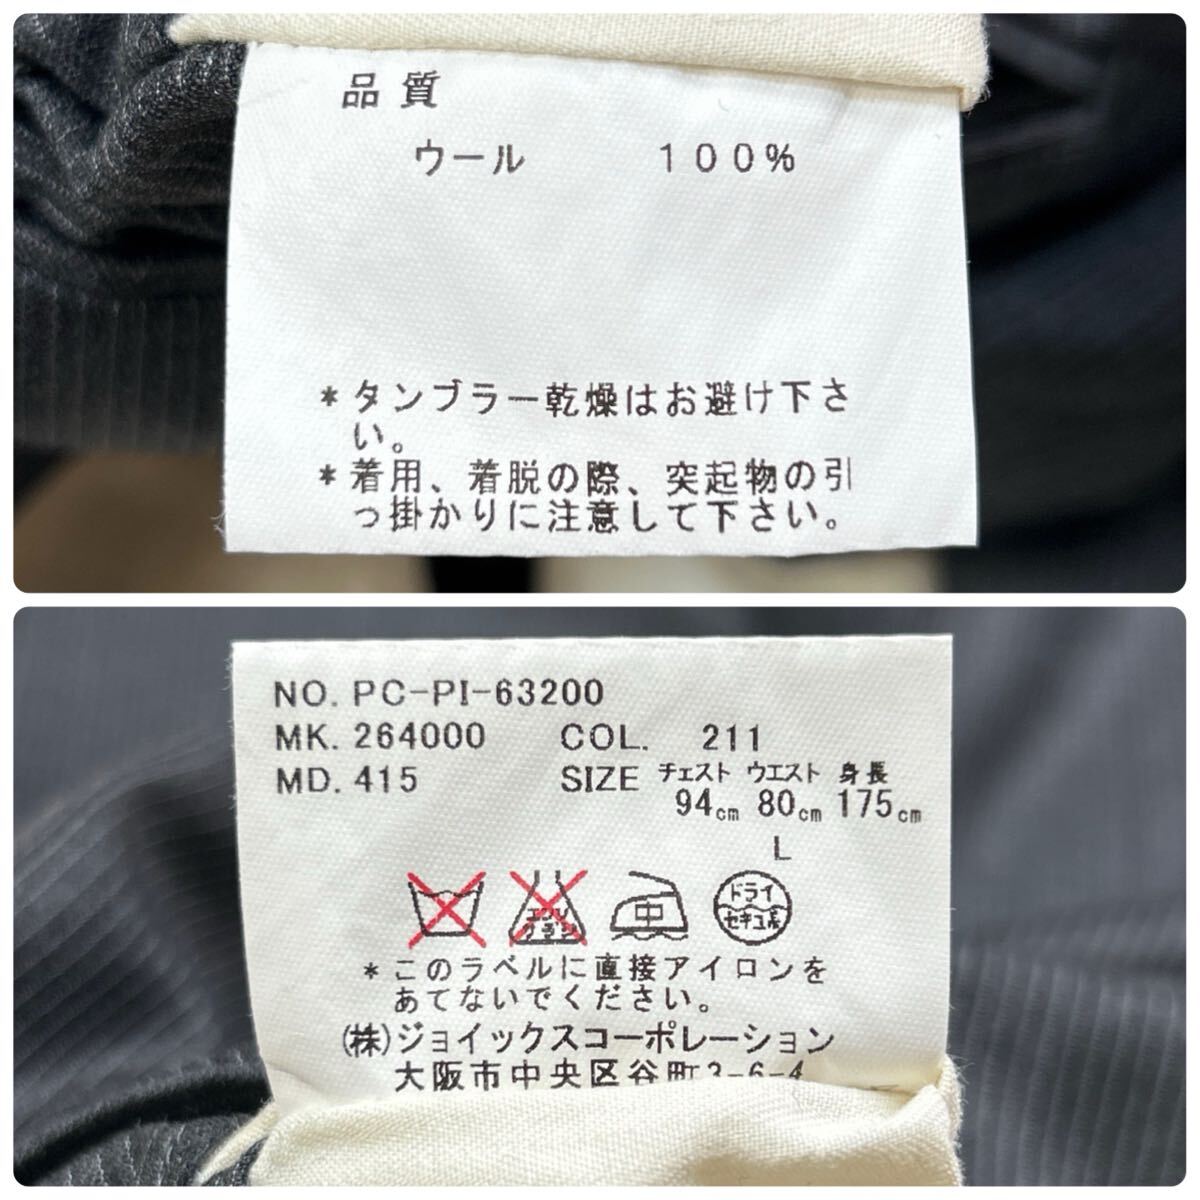 品質
ウール 100%
*タンブラー乾燥はお避け下さ
い。
*着用、着脱の際、突起物の引
っ掛かりに注意して下さい。
NO. PC-PI-63200
MK. 264000 COL. 211
MD. 415 SIZE チェスト ウエスト 身長
94cm 80cm 175cm
L
エンソ
サラシ
中
ドライ
セキユ系
*このラベルに直接アイロンを
あてないでください。
(株)ジョイックスコーポレーション
大阪市中央区谷町3-6-4